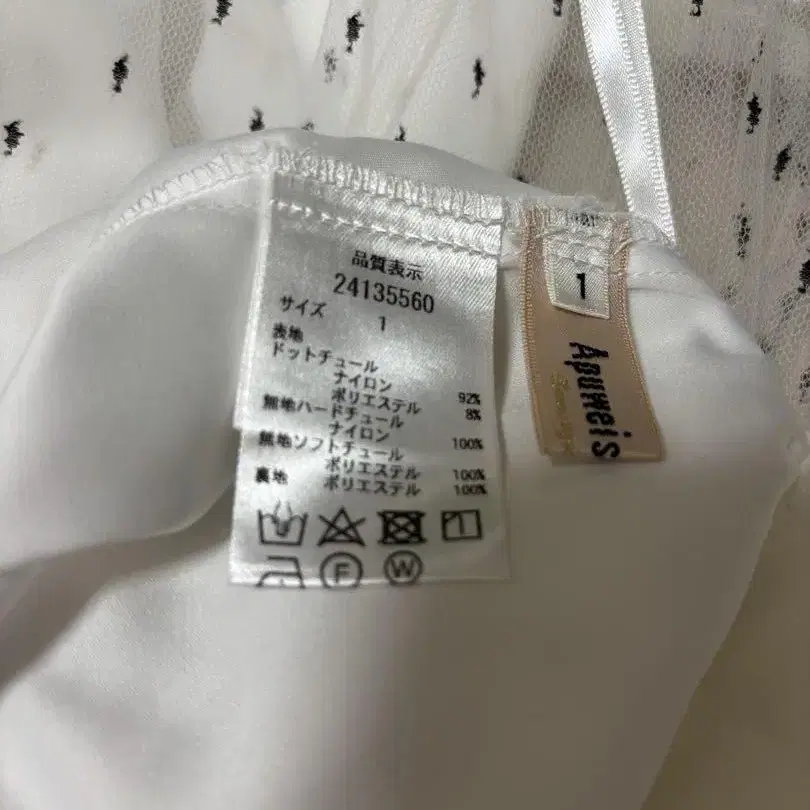 品質表示
24135560
サイズ 1
表地
ドットチュール
ナイロン 92%
ポリエステル 8%
無地ハードチュール
ナイロン 100%
無地ソフトチュール
ポリエステル 100%
裏地 ポリエステル 100%
F W
1
Apuweis